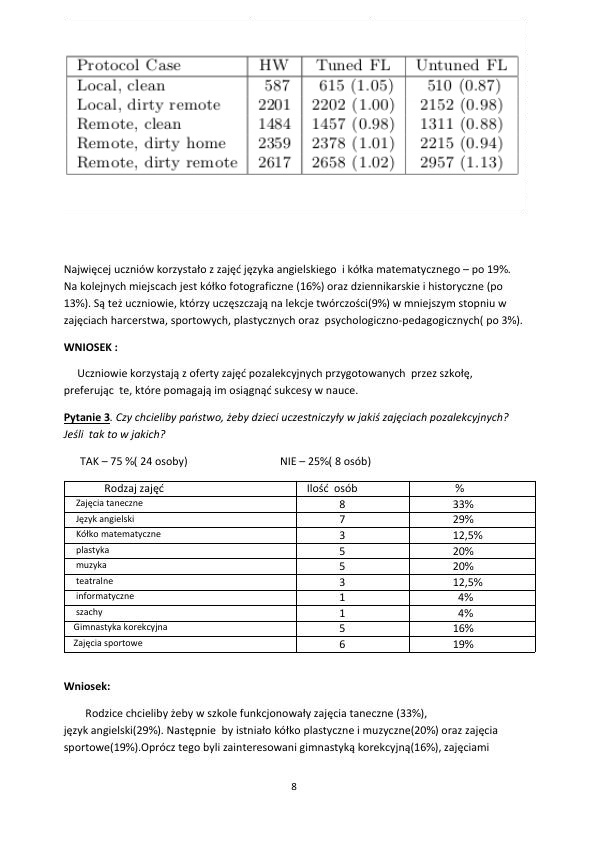 Protocol Case HW Tuned FL Untuned FL
Local, clean 587 615 (1.05) 510 (0.87)
Local, dirty remote 2201 2202 (1.00) 2152 (0.98)
Remote, clean 1484 1457 (0.98) 1311 (0.88)
Remote, dirty home 2359 2378 (1.01) 2215 (0.94)
Remote, dirty remote 2617 2658 (1.02) 2957 (1.13)
Najwięcej uczniów korzystało z zajęć języka angielskiego i kółka matematycznego – po 19%.
Na kolejnych miejscach jest kółko fotograficzne (16%) oraz dziennikarskie i historyczne (po
13%). Są też uczniowie, którzy uczęszczają na lekcje twórczości(9%) w mniejszym stopniu w
zajęciach harcerstwa, sportowych, plastycznych oraz psychologiczno-pedagogicznych( po 3%).
WNIOSEK :
Uczniowie korzystają z oferty zajęć pozalekcyjnych przygotowanych przez szkołę,
preferując te, które pomagają im osiągnąć sukcesy w nauce.
Pytanie 3. Czy chcieliby państwo, żeby dzieci uczestniczyły w jakiś zajęciach pozalekcyjnych?
Jeśli tak to w jakich?
TAK – 75 %( 24 osoby) NIE – 25%( 8 osób)
Rodzaj zajęć Ilość osób %
Zajęcia taneczne 8 33%
Język angielski 7 29%
Kółko matematyczne 3 12,5%
plastyka 5 20%
muzyka 5 20%
teatralne 3 12,5%
informatyczne 1 4%
szachy 1 4%
Gimnastyka korekcyjna 5 16%
Zajęcia sportowe 6 19%
Wniosek:
Rodzice chcieliby żeby w szkole funkcjonowały zajęcia taneczne (33%),
język angielski(29%). Następnie by istniało kółko plastyczne i muzyczne(20%) oraz zajęcia
sportowe(19%).Oprócz tego byli zainteresowani gimnastyką korekcyjną(16%), zajęciami
8